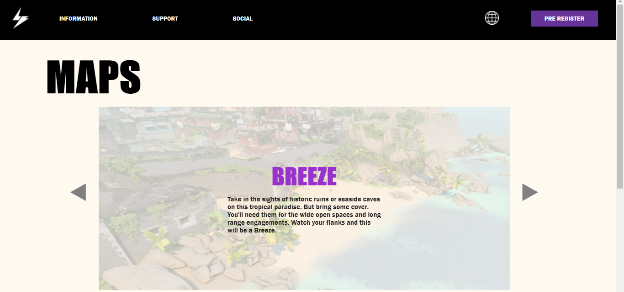 INFORMATION
SUPPORT
SOCIAL
PRE REGISTER
MAPS
BREEZE
Take in the sights of historic ruins or seaside caves
on this tropical paradise. But bring some cover.
You'll need them for the wide open spaces and long
range engagements. Watch your flanks and this
will be a Breeze.